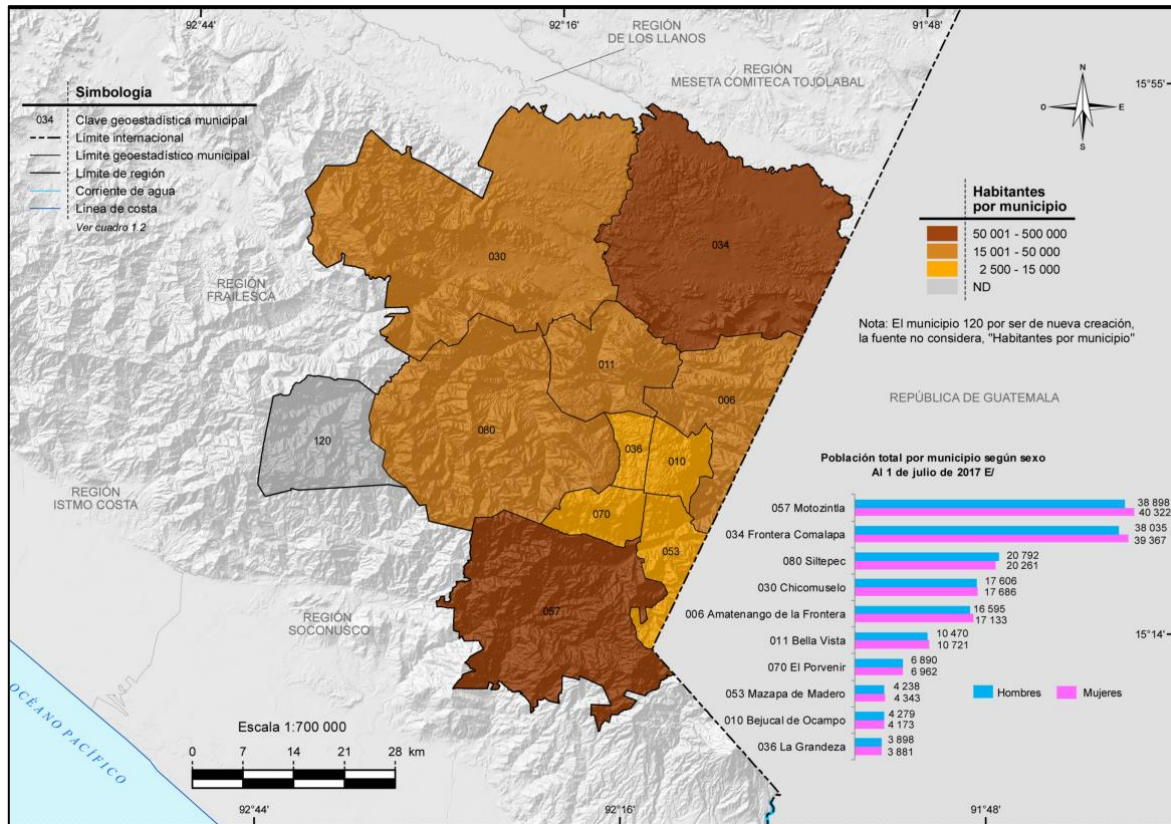 92°44'
92°16'
91°48'
REGIÓN
DE LOS LLANOS
REGIÓN
MESETA COMITECA TOJOLABAL
15°55'
Simbología
034 Clave geoestadística municipal
Límite internacional
Límite geoestadístico municipal
Límite de región
Corriente de agua
Linea de costa
Ver cuadro 1.2
N
O E
S
Habitantes
por municipio
50 001 - 500 000
15 001 - 50 000
2 500 - 15 000
ND
Nota: El municipio 120 por ser de nueva creación,
la fuente no considera, "Habitantes por municipio"
034
030
REGIÓN
FRAILESCA
011
006
REPÚBLICA DE GUATEMALA
120
080
036
010
REGIÓN
ISTMO COSTA
070
053
057
REGIÓN
SOCONUSCO
Población total por municipio según sexo
Al 1 de julio de 2017 E/
057 Motozintla 38 898
40 322
034 Frontera Comalapa 38 035
39 367
080 Siltepec 20 792
20 261
030 Chicomuselo 17 606
17 686
006 Amatenango de la Frontera 16 595
17 133
011 Bella Vista 10 470
10 721
070 El Porvenir 6 890
6 962
053 Mazapa de Madero 4 238
4 343
010 Bejucal de Ocampo 4 279
4 173
036 La Grandeza 3 898
3 881
Hombres Mujeres
15°14'
OCÉANO PACÍFICO
Escala 1:700 000
0 7 14 21 28 km
92°44'
92°16'
91°48'